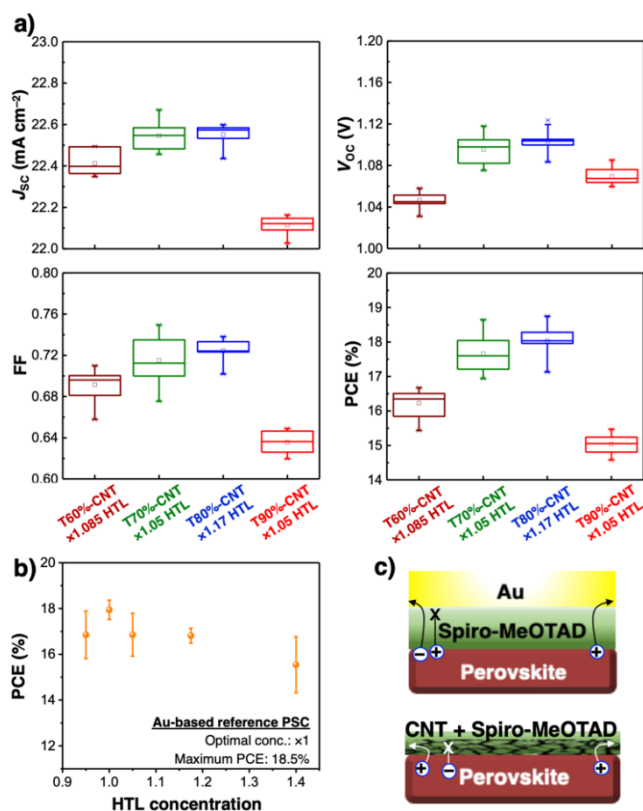 a)
23.0
22.8
22.6
22.4
22.2
22.0
J_SC (mA cm⁻²)
1.20
1.16
1.12
1.08
1.04
1.00
V_OC (V)
0.80
0.76
0.72
0.68
0.64
0.60
FF
20
19
18
17
16
15
14
PCE (%)
T60%-CNT
×1.085 HTL
T70%-CNT
×1.05 HTL
T80%-CNT
×1.17 HTL
T90%-CNT
×1.05 HTL
T60%-CNT
×1.085 HTL
T70%-CNT
×1.05 HTL
T80%-CNT
×1.17 HTL
T90%-CNT
×1.05 HTL
b)
20
18
16
14
12
11
PCE (%)
Au-based reference PSC
Optimal conc.: ×1
Maximum PCE: 18.5%
0.9 1.0 1.1 1.2 1.3 1.4
HTL concentration
c)
Au
X
Spiro-MeOTAD
− + +
Perovskite
CNT + Spiro-MeOTAD
X
+ − +
Perovskite